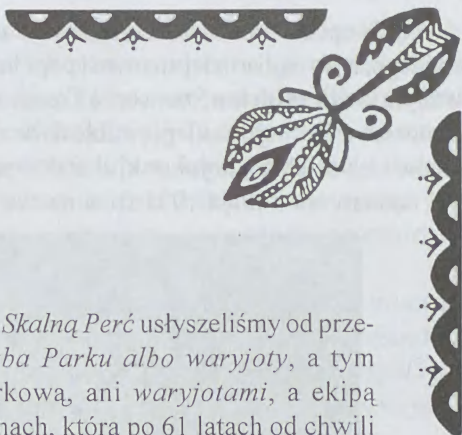 Skalną Perć usłyszeliśmy od prze-
ba Parku albo waryjoty, a tym
rkową, ani waryjotami, a ekipą
nach, którą po 61 latach od chwili